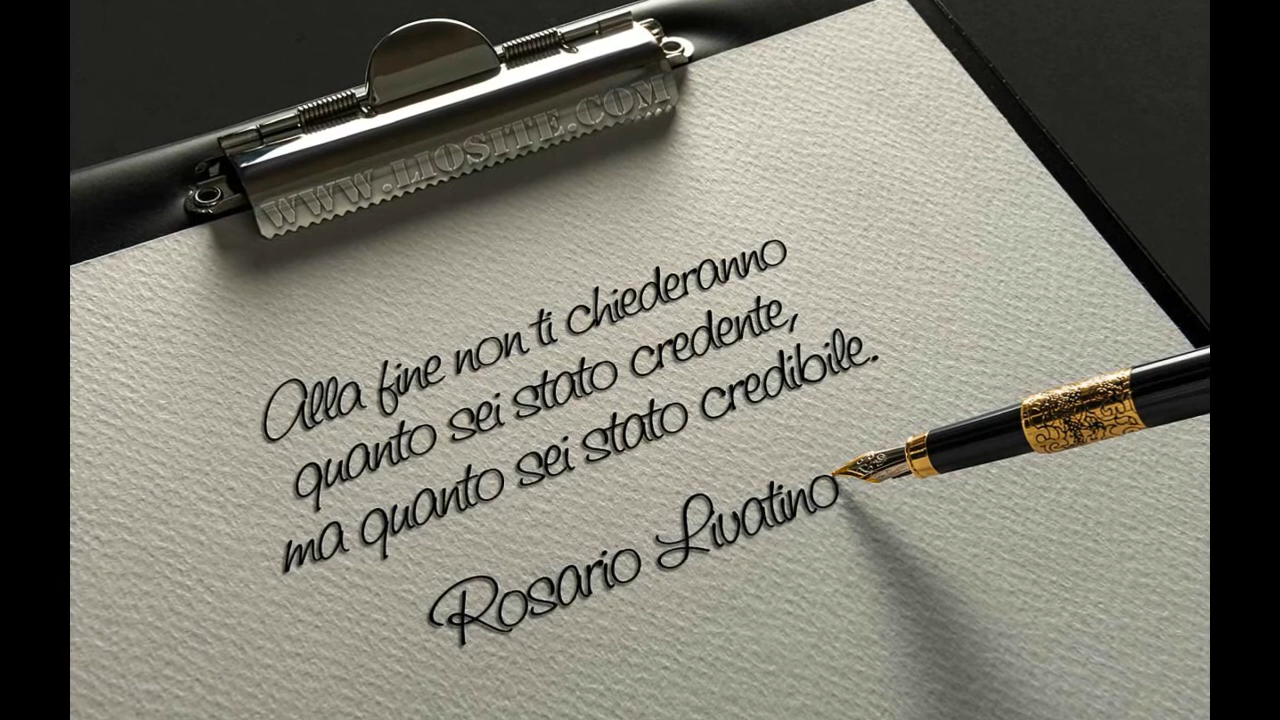 WWW.LIOSITE.COM
Alla fine non ti chiederanno
quanto sei stato credente,
ma quanto sei stato credibile.
Rosario Livatino